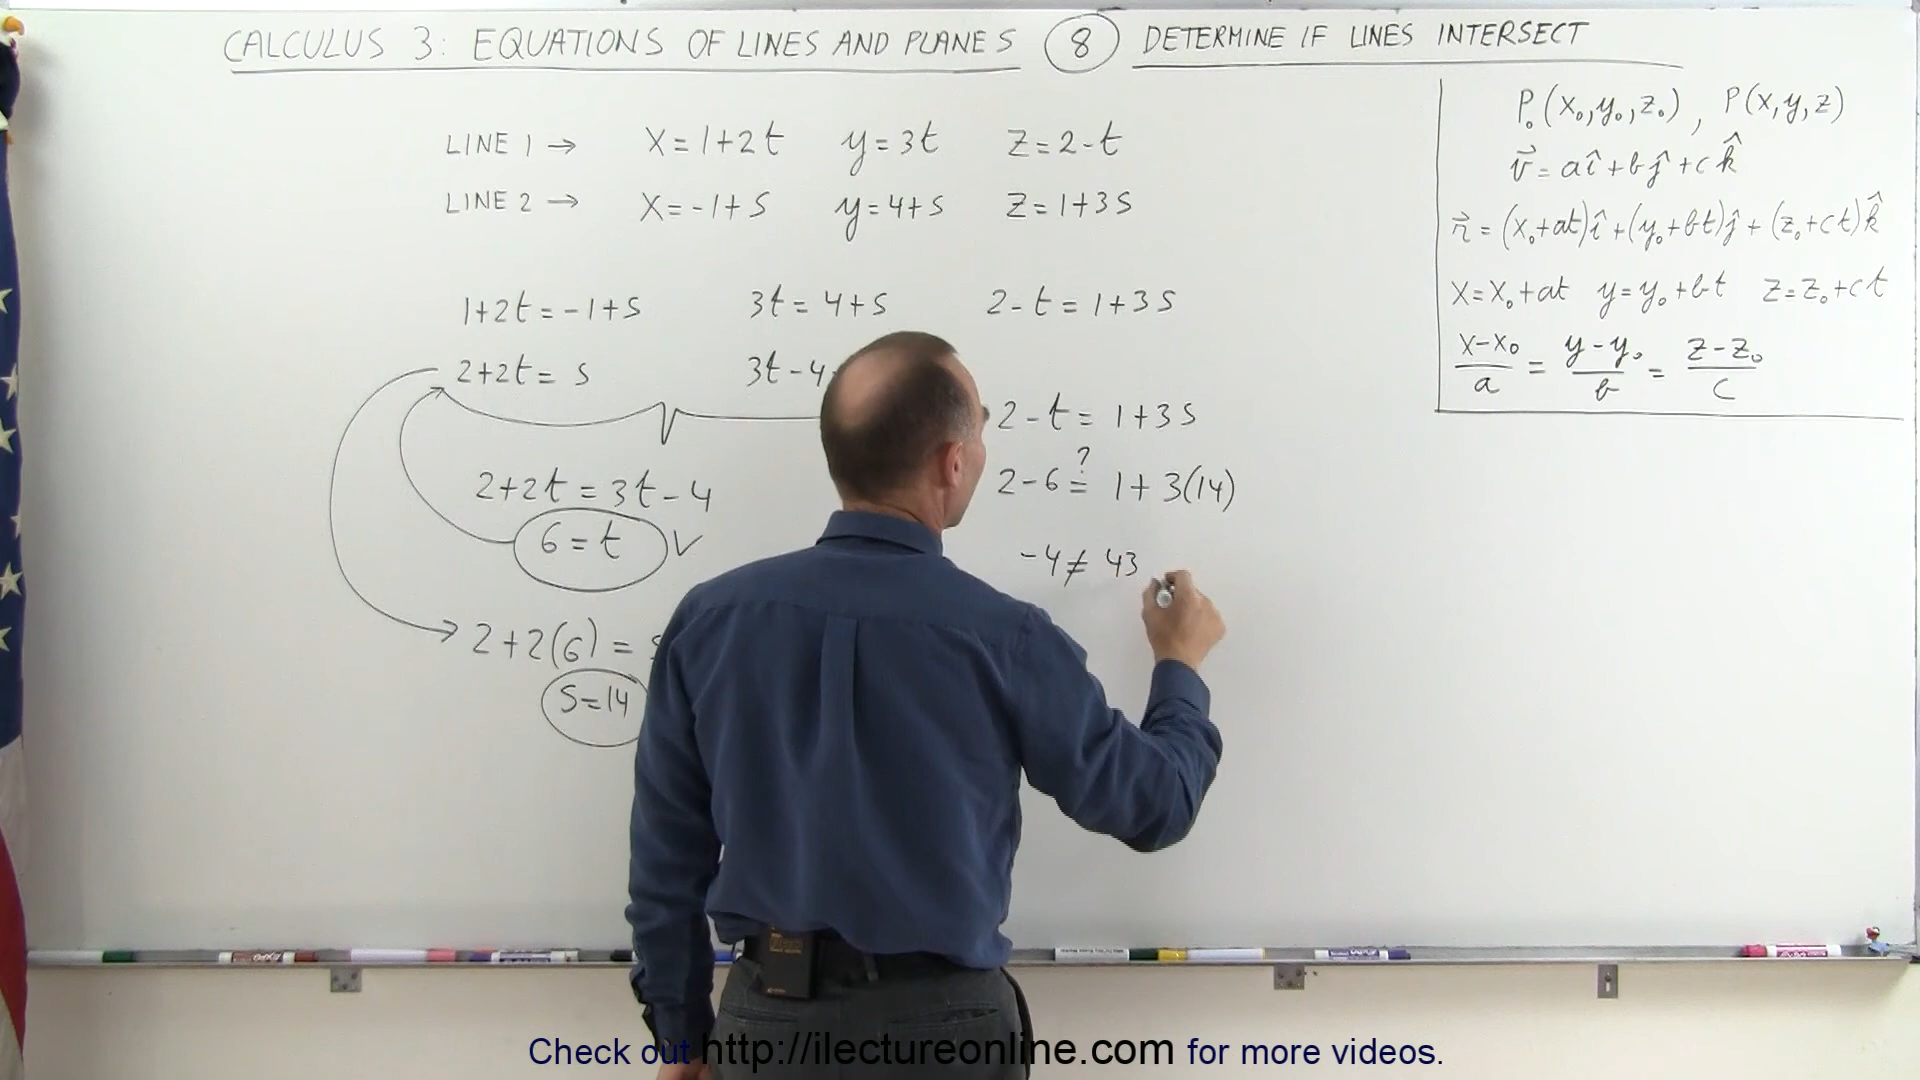 CALCULUS 3: EQUATIONS OF LINES AND PLANES (8) DETERMINE IF LINES INTERSECT
LINE 1 → x = 1+2t y = 3t z = 2-t
LINE 2 → x = -1+s y = 4+s z = 1+3s
1+2t = -1+s 3t = 4+s 2-t = 1+3s
2+2t = s 3t-4
2+2t = 3t-4
6 = t ✓
2+2(6) =
s = 14
2-t = 1+3s
2-6 ≟ 1+3(14)
-4 ≠ 43
P₀(x₀,y₀,z₀), P(x,y,z)
v⃗ = aî+bĵ+ck̂
r⃗ = (x₀+at)î+(y₀+bt)ĵ+(z₀+ct)k̂
x = x₀+at y = y₀+bt z = z₀+ct
x-x₀/a = y-y₀/b = z-z₀/c
Check out http://ilectureonline.com for more videos.